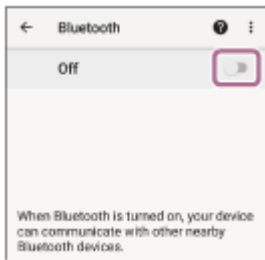 Bluetooth
Off
When Bluetooth is turned on, your device
can communicate with other nearby
Bluetooth devices.